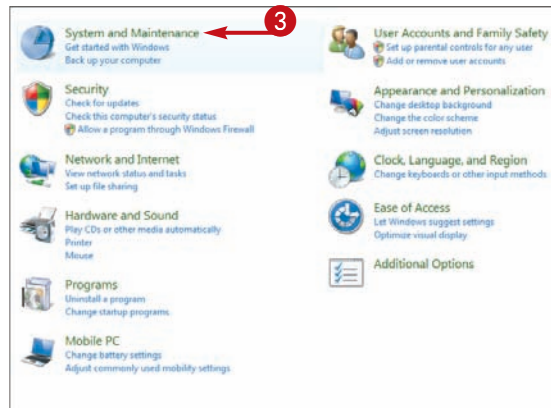 System and Maintenance
Get started with Windows
Back up your computer
3
Security
Check for updates
Check this computer's security status
Allow a program through Windows Firewall
Network and Internet
View network status and tasks
Set up file sharing
Hardware and Sound
Play CDs or other media automatically
Printer
Mouse
Programs
Uninstall a program
Change startup programs
Mobile PC
Change battery settings
Adjust commonly used mobility settings
User Accounts and Family Safety
Set up parental controls for any user
Add or remove user accounts
Appearance and Personalization
Change desktop background
Change the color scheme
Adjust screen resolution
Clock, Language, and Region
Change keyboards or other input methods
Ease of Access
Let Windows suggest settings
Optimize visual display
Additional Options